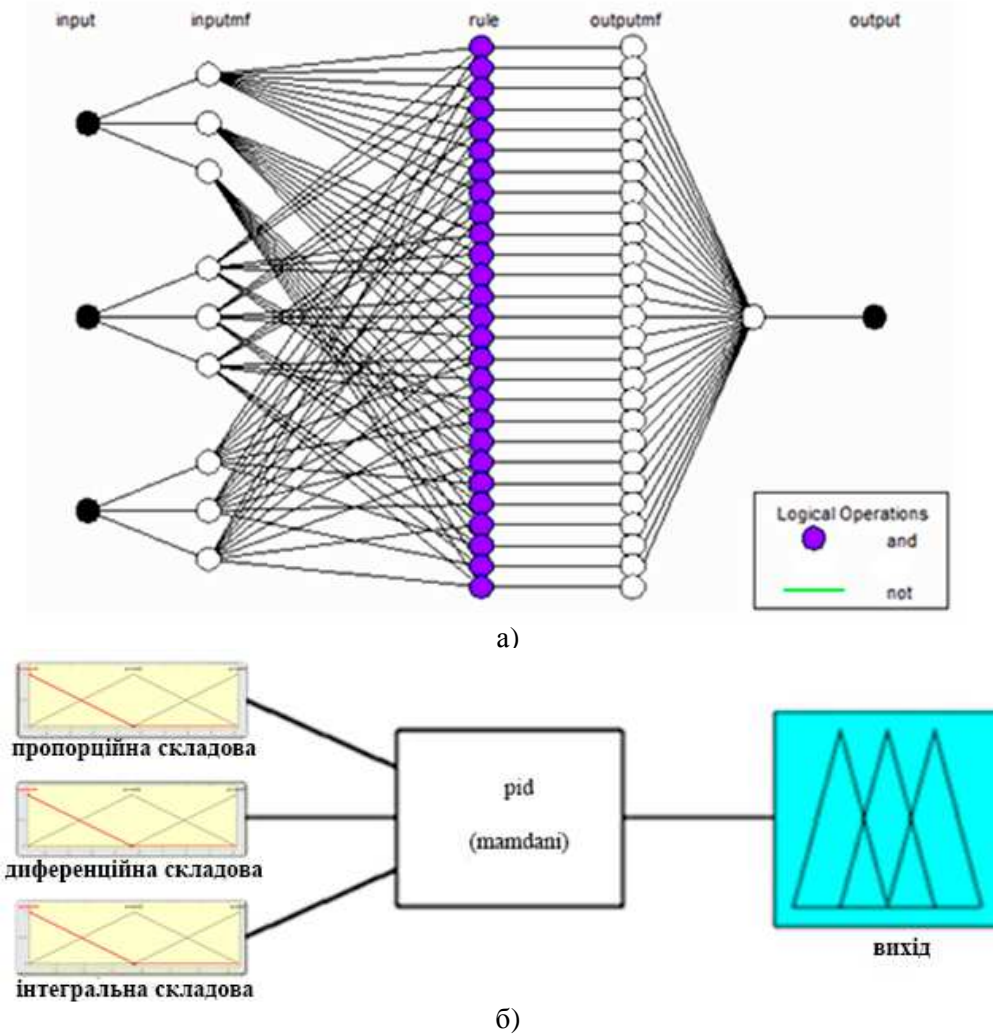 input inputmf rule outputmf output
Logical Operations
and
not
а)
пропорційна складова
диференційна складова
інтегральна складова
pid
(mamdani)
вихід
б)